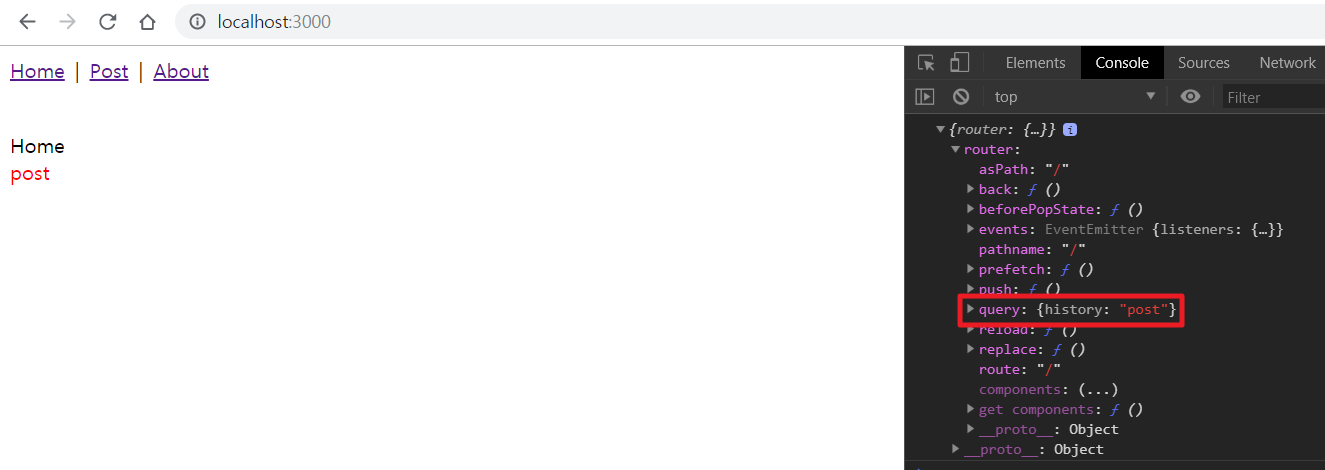 localhost:3000
Home | Post | About
Home
post
Elements Console Sources Network
top Filter
{router: {…}} i
router:
asPath: "/"
back: ƒ ()
beforePopState: ƒ ()
events: EventEmitter {listeners: {…}}
pathname: "/"
prefetch: ƒ ()
push: ƒ ()
query: {history: "post"}
reload: ƒ ()
replace: ƒ ()
route: "/"
components: (...)
get components: ƒ ()
__proto__: Object
__proto__: Object